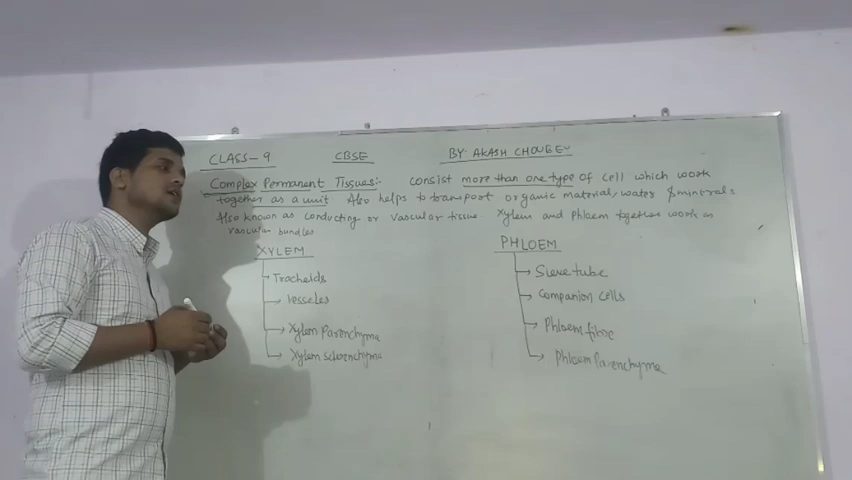 CLASS-9 CBSE BY: AKASH CHOUBEY
Complex Permanent Tissues:- consist more than one type of cell which work
together as a unit Also helps to transport organic material, water & minerals
Also known as conducting or vascular tissue. Xylem and Phloem together work as
vascular bundles
XYLEM
Tracheids
Vesseles
Xylem Parenchyma
Xylem sclerenchyma
PHLOEM
Sieve tube
Companion cells
Phloem fibre
Phloem Parenchyma